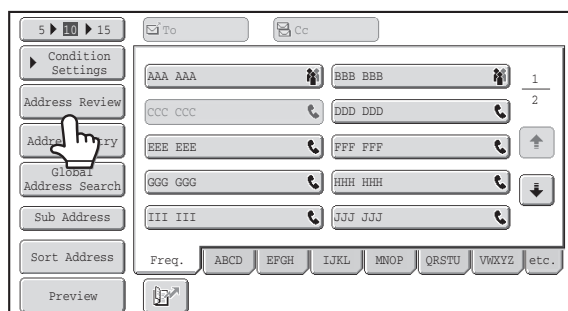 5 10 15
To
Cc
Condition
Settings
Address Review
Global
Address Search
Sub Address
Sort Address
Preview
AAA AAA
BBB BBB
CCC CCC
DDD DDD
EEE EEE
FFF FFF
GGG GGG
HHH HHH
III III
JJJ JJJ
1
2
Freq.
ABCD
EFGH
IJKL
MNOP
QRSTU
VWXYZ
etc.